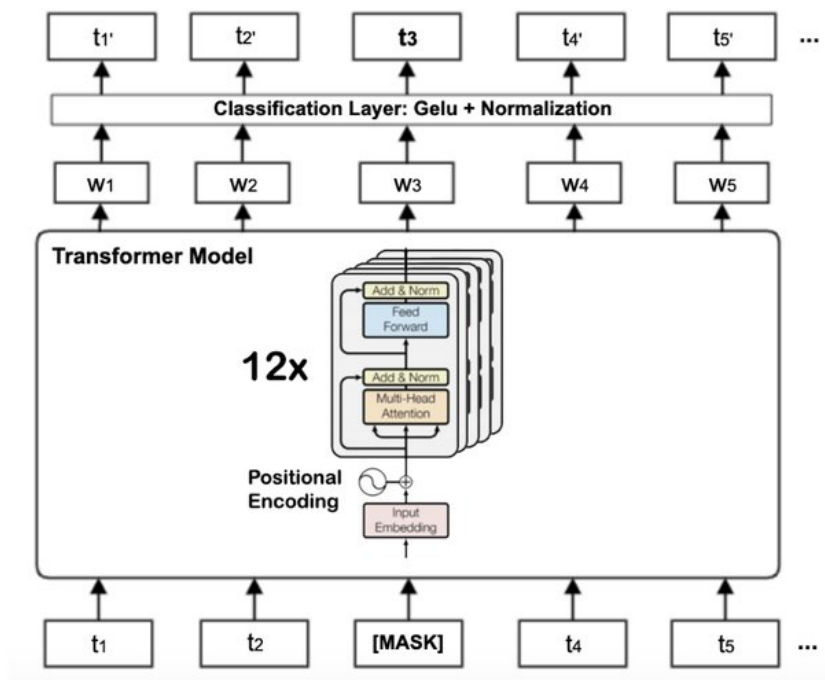 t1' t2' t3 t4' t5' ...
Classification Layer: Gelu + Normalization
w1 w2 w3 w4 w5
Transformer Model
Add & Norm
Feed
Forward
12x
Add & Norm
Multi-Head
Attention
Positional
Encoding
Input
Embedding
t1 t2 [MASK] t4 t5 ...